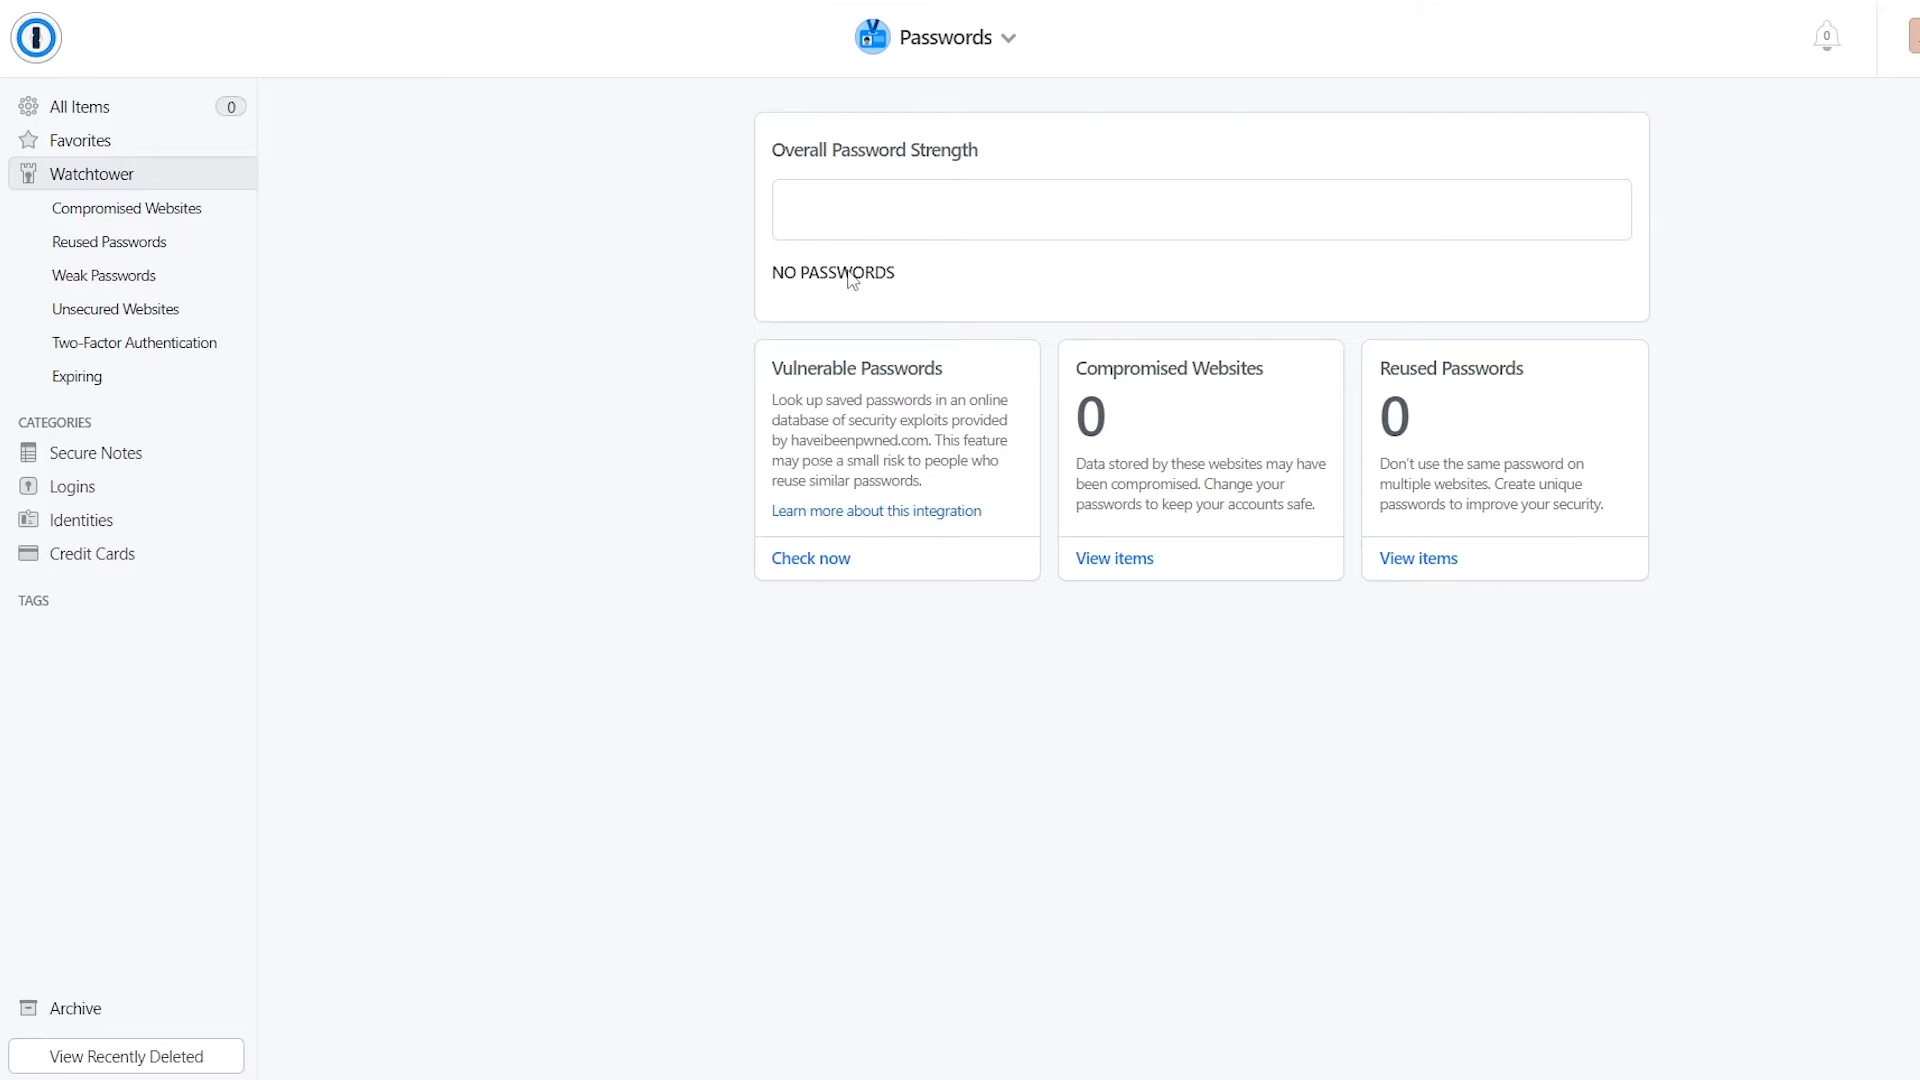 Passwords
0
All Items
0
Favorites
Watchtower
Compromised Websites
Reused Passwords
Weak Passwords
Unsecured Websites
Two-Factor Authentication
Expiring
CATEGORIES
Secure Notes
Logins
Identities
Credit Cards
TAGS
Archive
View Recently Deleted
Overall Password Strength
NO PASSWORDS
Vulnerable Passwords
Look up saved passwords in an online
database of security exploits provided
by haveibeenpwned.com. This feature
may pose a small risk to people who
reuse similar passwords.
Learn more about this integration
Check now
Compromised Websites
0
Data stored by these websites may have
been compromised. Change your
passwords to keep your accounts safe.
View items
Reused Passwords
0
Don't use the same password on
multiple websites. Create unique
passwords to improve your security.
View items